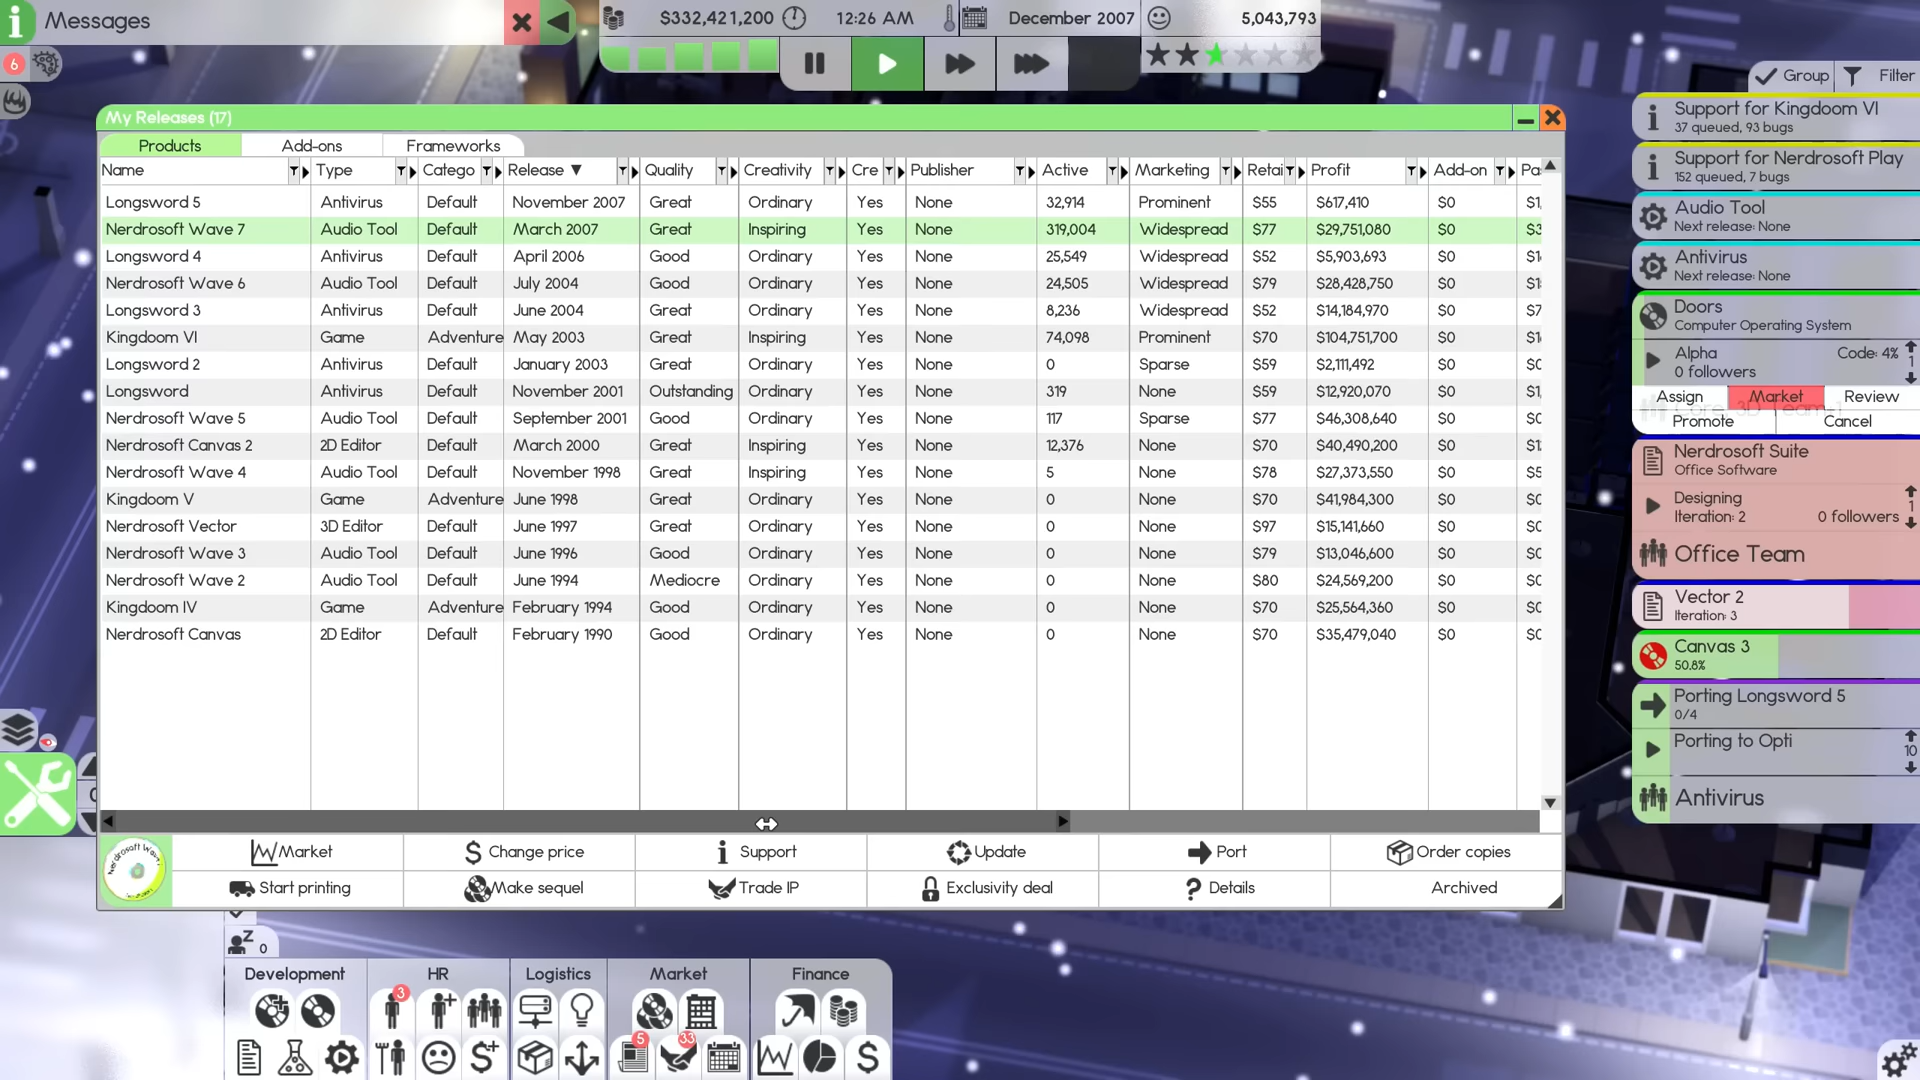 Messages
$332,421,200
12:26 AM
December 2007
5,043,793
6
Group
Filter
My Releases (17)
Products Add-ons Frameworks
Name Type Catego Release ▼ Quality Creativity Cre Publisher Active Marketing Retai Profit Add-on Pa
Longsword 5 Antivirus Default November 2007 Great Ordinary Yes None 32,914 Prominent $55 $617,410 $0 $1,
Nerdrosoft Wave 7 Audio Tool Default March 2007 Great Inspiring Yes None 319,004 Widespread $77 $29,751,080 $0 $3
Longsword 4 Antivirus Default April 2006 Good Ordinary Yes None 25,549 Widespread $52 $5,903,693 $0
Nerdrosoft Wave 6 Audio Tool Default July 2004 Good Ordinary Yes None 24,505 Widespread $79 $28,428,750 $0
Longsword 3 Antivirus Default June 2004 Great Ordinary Yes None 8,236 Widespread $52 $14,184,970 $0 $7
Kingdoom VI Game Adventure May 2003 Great Inspiring Yes None 74,098 Prominent $70 $104,751,700 $0
Longsword 2 Antivirus Default January 2003 Great Ordinary Yes None 0 Sparse $59 $2,111,492 $0 $0
Longsword Antivirus Default November 2001 Outstanding Ordinary Yes None 319 None $59 $12,920,070 $0 $1,
Nerdrosoft Wave 5 Audio Tool Default September 2001 Good Ordinary Yes None 117 Sparse $77 $46,308,640 $0 $0
Nerdrosoft Canvas 2 2D Editor Default March 2000 Great Inspiring Yes None 12,376 None $70 $40,490,200 $0
Nerdrosoft Wave 4 Audio Tool Default November 1998 Great Inspiring Yes None 5 None $78 $27,373,550 $0 $5
Kingdoom V Game Adventure June 1998 Great Ordinary Yes None 0 None $70 $41,984,300 $0 $0
Nerdrosoft Vector 3D Editor Default June 1997 Great Ordinary Yes None 0 None $97 $15,141,660 $0 $0
Nerdrosoft Wave 3 Audio Tool Default June 1996 Good Ordinary Yes None 0 None $79 $13,046,600 $0 $0
Nerdrosoft Wave 2 Audio Tool Default June 1994 Mediocre Ordinary Yes None 0 None $80 $24,569,200 $0 $0
Kingdoom IV Game Adventure February 1994 Good Ordinary Yes None 0 None $70 $25,564,360 $0 $0
Nerdrosoft Canvas 2D Editor Default February 1990 Good Ordinary Yes None 0 None $70 $35,479,040 $0 $0
Market Change price Support Update Port Order copies
Start printing Make sequel Trade IP Exclusivity deal Details Archived
Support for Kingdoom VI
37 queued, 93 bugs
Support for Nerdrosoft Play
152 queued, 7 bugs
Audio Tool
Next release: None
Antivirus
Next release: None
Doors
Computer Operating System
Alpha Code: 4%
0 followers 1
Assign Market Review
Promote Cancel
Nerdrosoft Suite
Office Software
Designing
Iteration: 2 0 followers 1
Office Team
Vector 2
Iteration: 3
Canvas 3
50.8%
Porting Longsword 5
0/4
Porting to Opti
10
Antivirus
Z 0
Development HR Logistics Market Finance
3
5 33